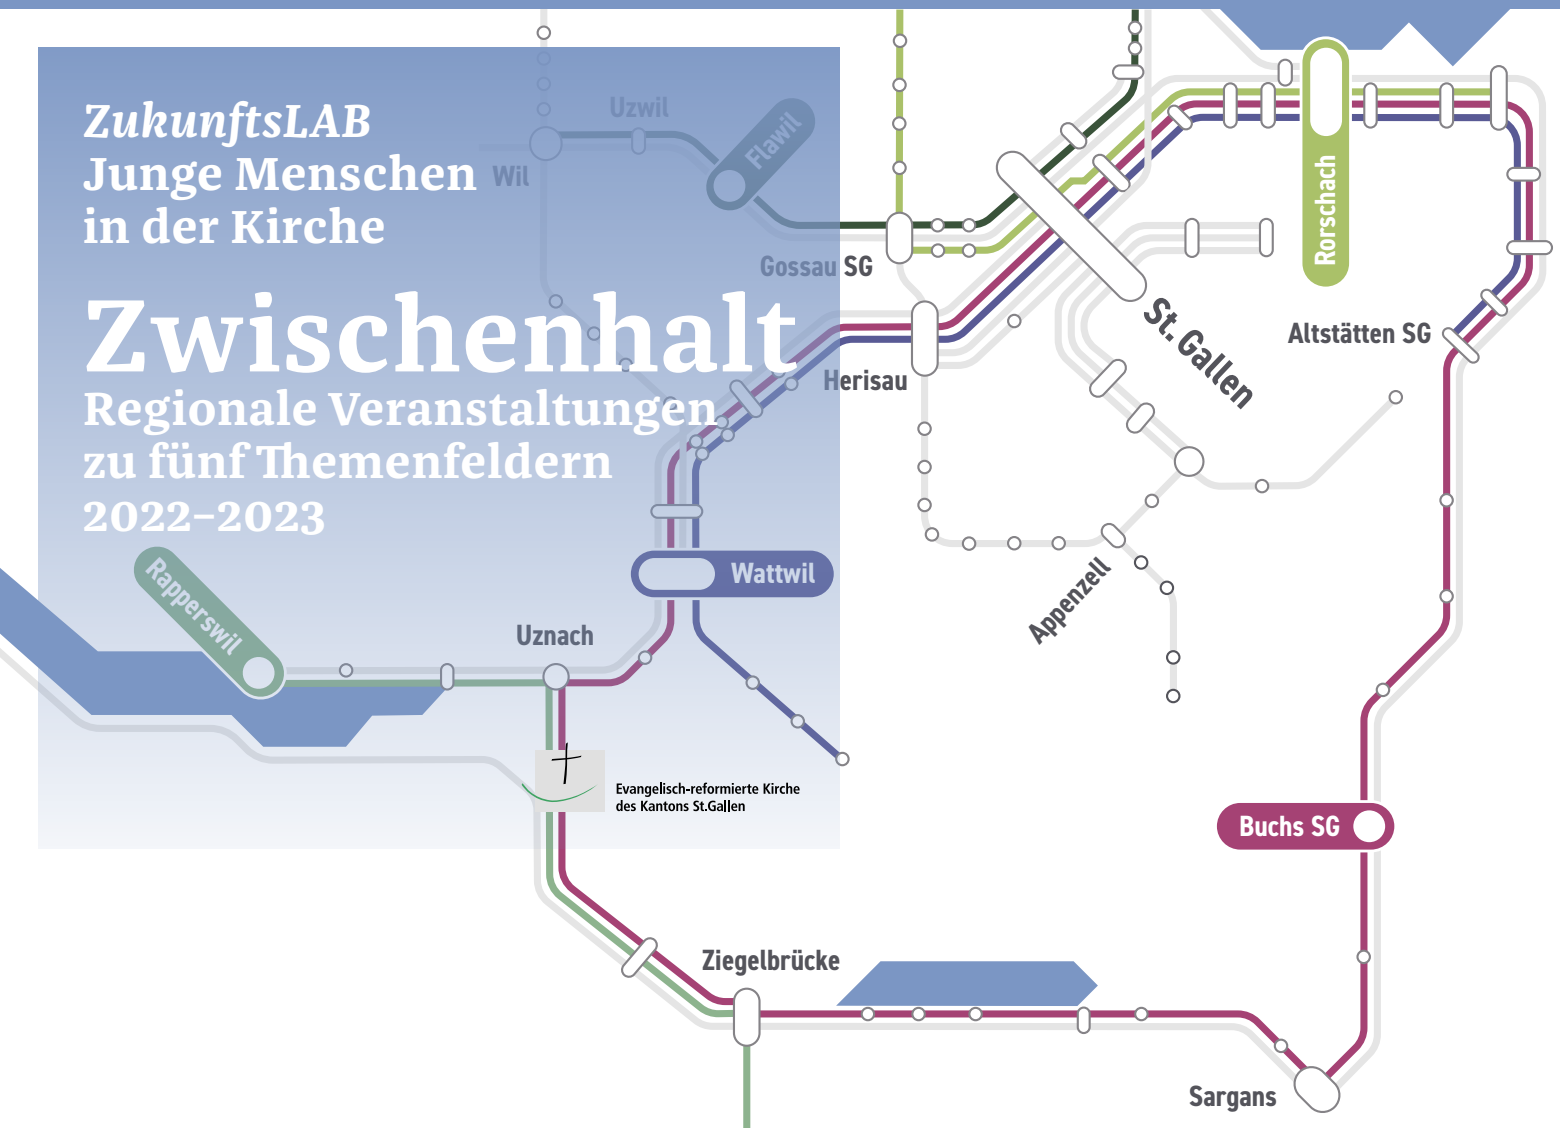 ZukunftsLAB
Junge Menschen
in der Kirche
Zwischenhalt
Regionale Veranstaltungen
zu fünf Themenfeldern
2022–2023
Uzwil
Wil
Flawil
Gossau SG
Herisau
St. Gallen
Rorschach
Altstätten SG
Appenzell
Wattwil
Rapperswil
Uznach
Evangelisch-reformierte Kirche
des Kantons St.Gallen
Buchs SG
Ziegelbrücke
Sargans